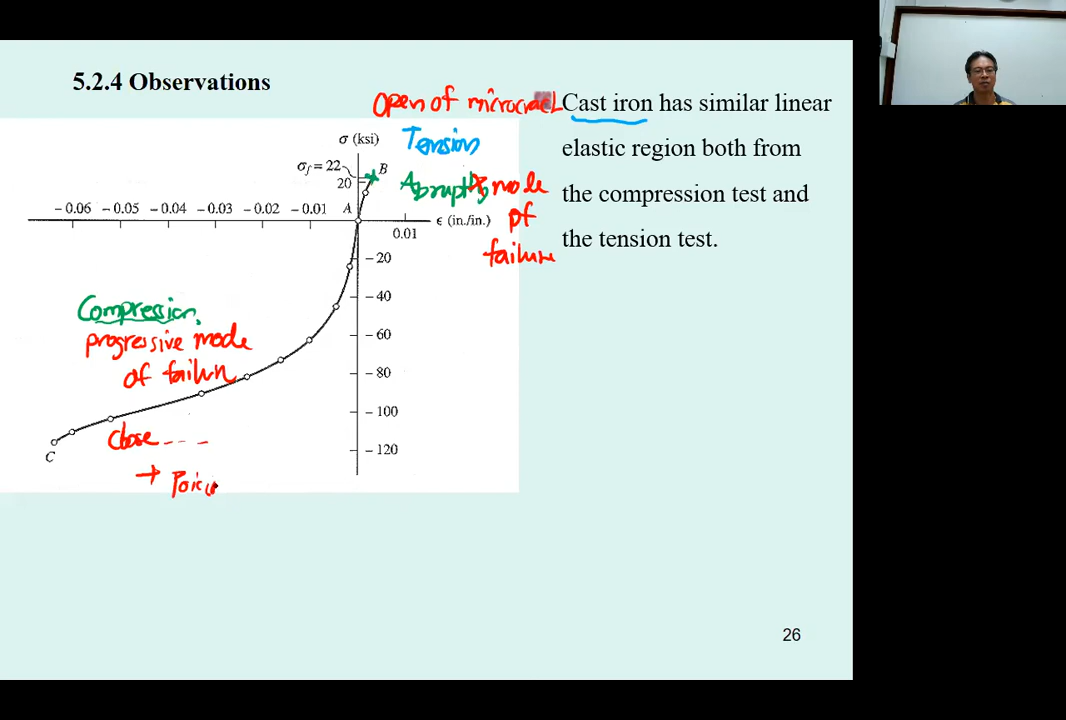 5.2.4 Observations
Open of microcrack
Cast iron has similar linear
elastic region both from
the compression test and
the tension test.
Tension
Abruptly mode
of
failure
σ (ksi)
σf = 22
B
20
−0.06 −0.05 −0.04 −0.03 −0.02 −0.01 A
ϵ (in./in.)
0.01
−20
−40
−60
−80
−100
−120
C
Compression,
progressive mode
of failure
Close ----
→
26